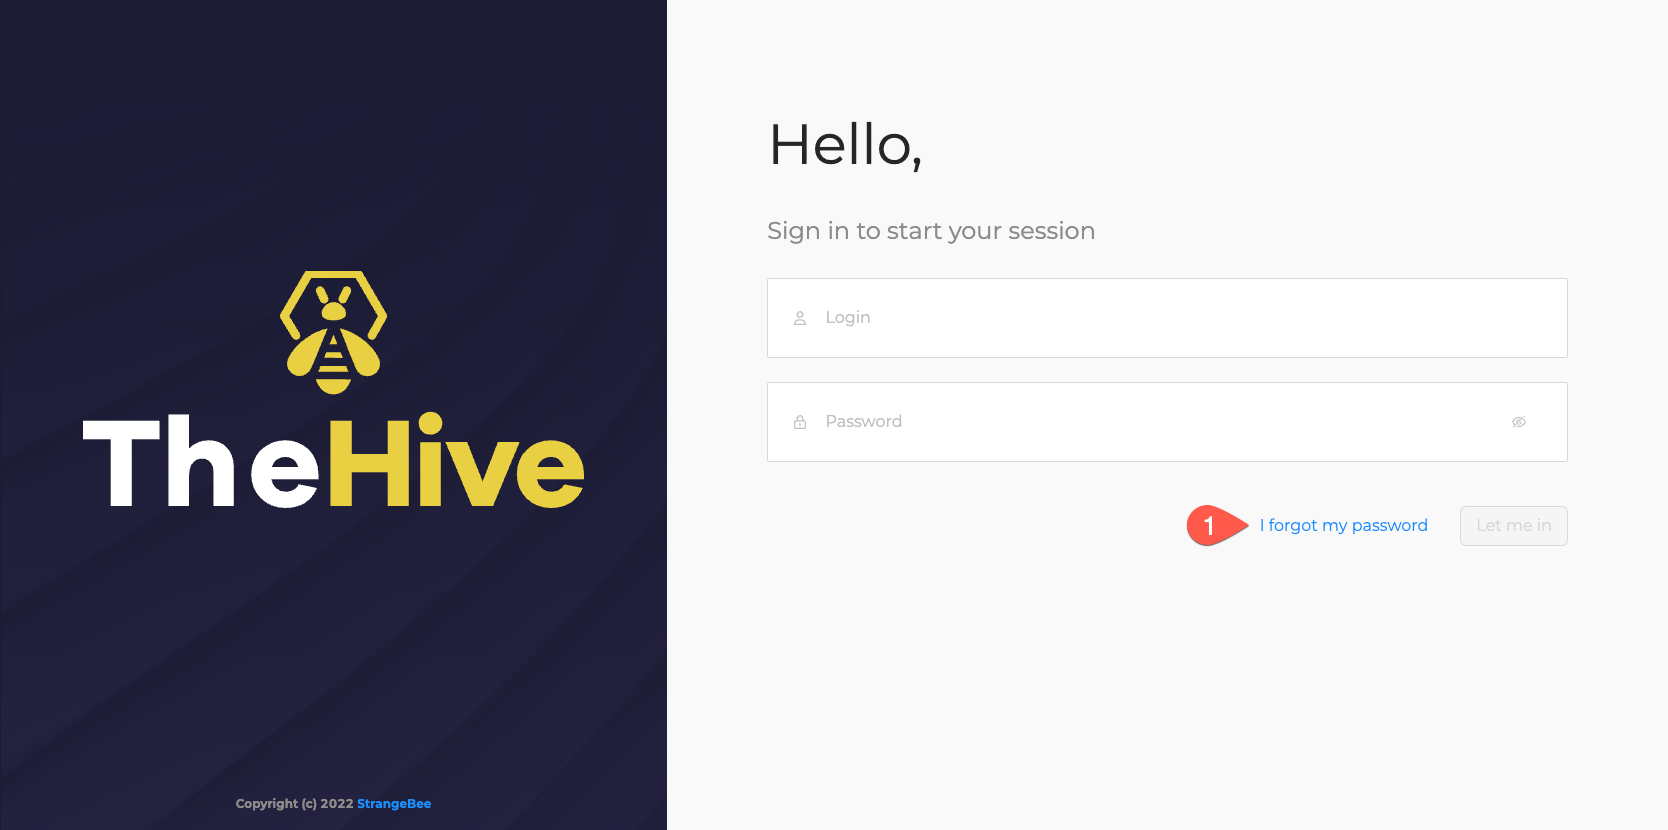 TheHive
Copyright (c) 2022 StrangeBee
Hello,
Sign in to start your session
Login
Password
1
I forgot my password
Let me in